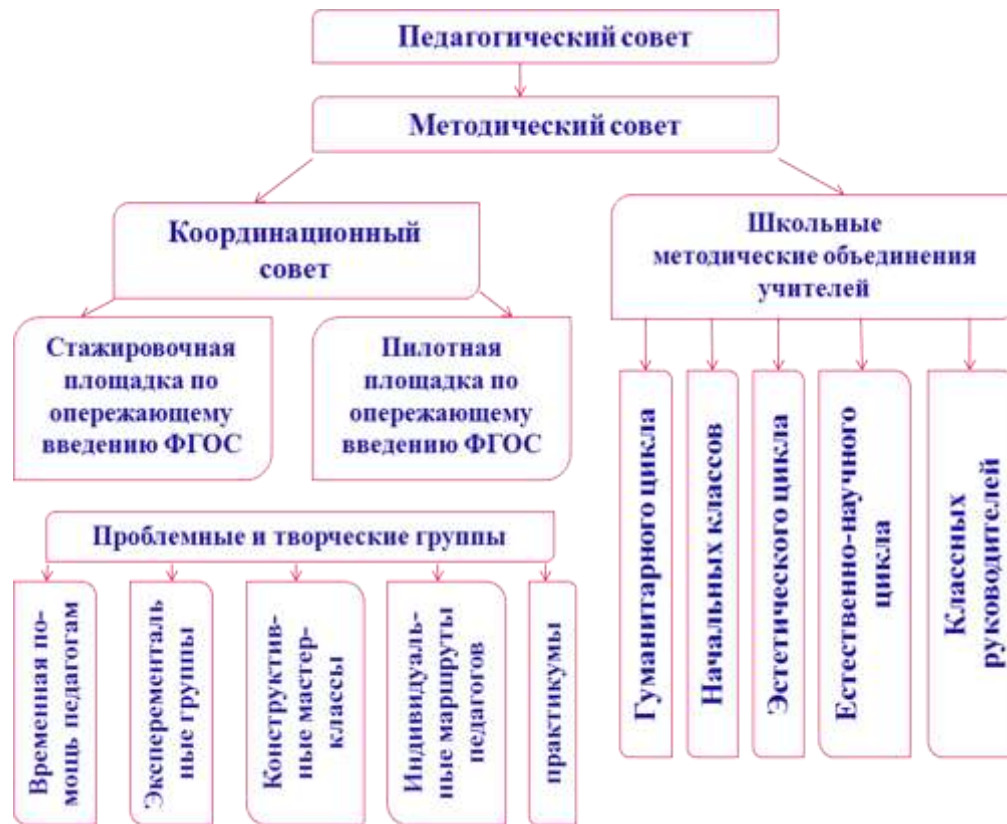 Педагогический совет
Методический совет
Координационный
совет
Школьные
методические объединения
учителей
Стажировочная
площадка по
опережающему
введению ФГОС
Пилотная
площадка по
опережающему
введению ФГОС
Гуманитарного цикла
Начальных классов
Эстетического цикла
Естественно-научного
цикла
Классных
руководителей
Проблемные и творческие группы
Временная по-
мощь педагогам
Эксперементаль
ные группы
Конструктив-
ные мастер-
классы
Индивидуаль-
ные маршруты
педагогов
практикумы